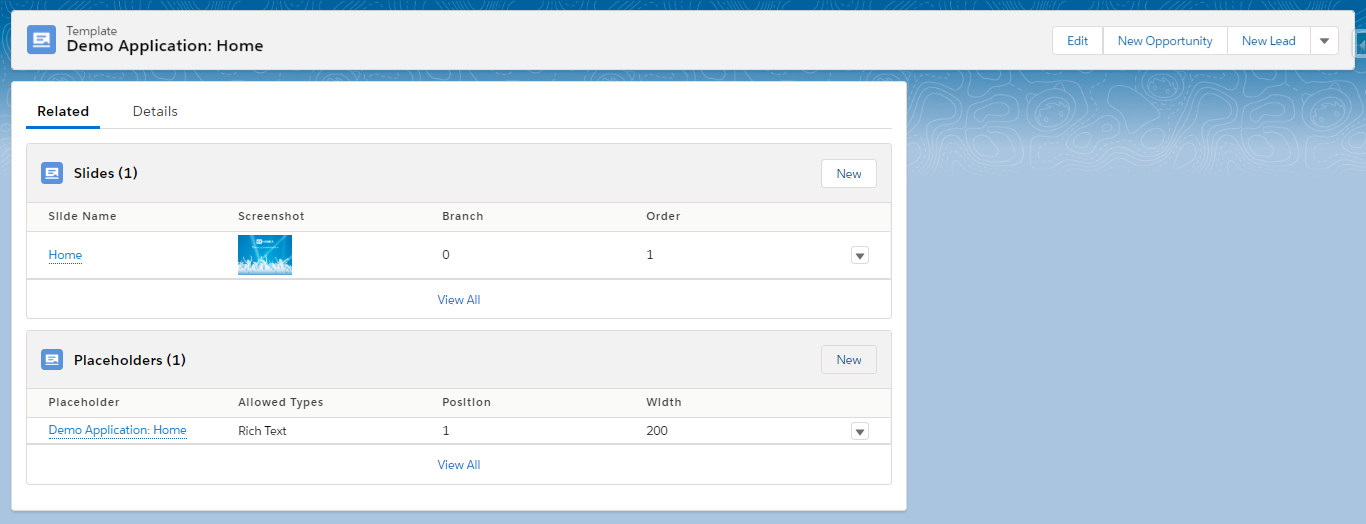 Template
Demo Application: Home
Edit New Opportunity New Lead
Related Details
Slides (1) New
Slide Name Screenshot Branch Order
Home 0 1
View All
Placeholders (1) New
Placeholder Allowed Types Position Width
Demo Application: Home Rich Text 1 200
View All